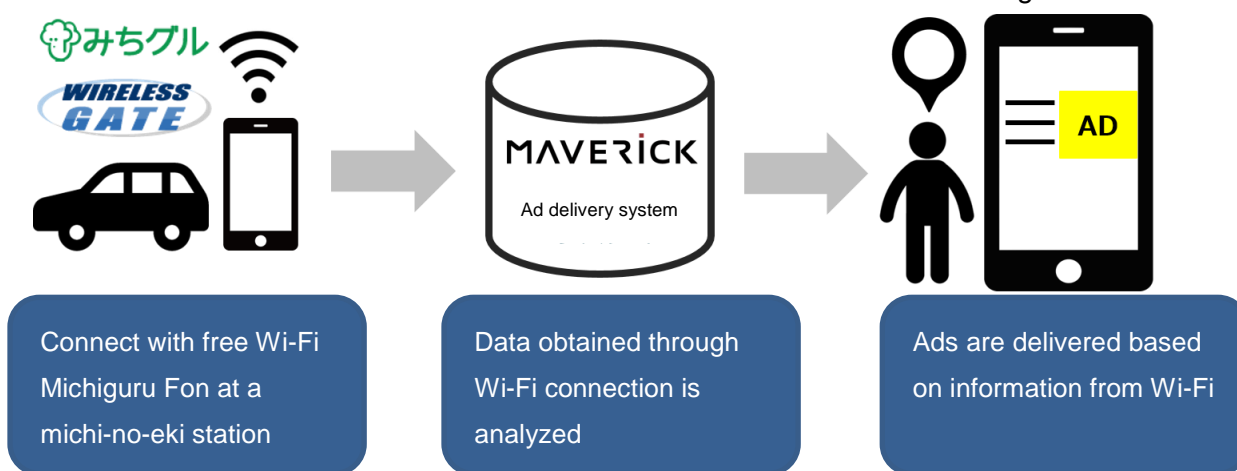 みちグル
WIRELESS
GATE
MAVERICK
Ad delivery system
AD
Connect with free Wi-Fi
Michiguru Fon at a
michi-no-eki station
Data obtained through
Wi-Fi connection is
analyzed
Ads are delivered based
on information from Wi-Fi